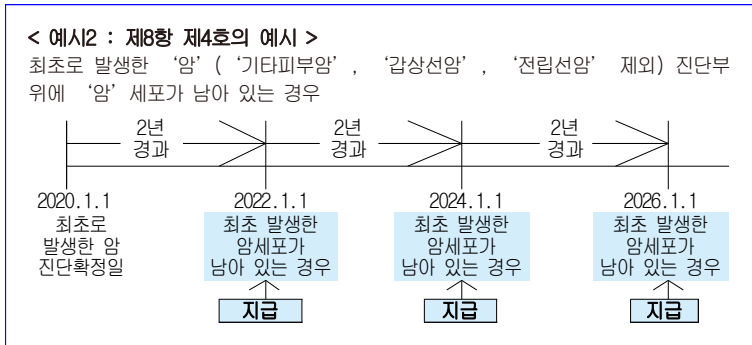 < 예시2 : 제8항 제4호의 예시 >
최초로 발생한 ‘암’ ( ‘기타피부암’ , ‘갑상선암’ , ‘전립선암’ 제외) 진단부
위에 ‘암’ 세포가 남아 있는 경우
2년 2년 2년
경과 경과 경과
2020.1.1 2022.1.1 2024.1.1 2026.1.1
최초로 최초 발생한 최초 발생한 최초 발생한
발생한 암 암세포가 암세포가 암세포가
진단확정일 남아 있는 경우 남아 있는 경우 남아 있는 경우
지급 지급 지급